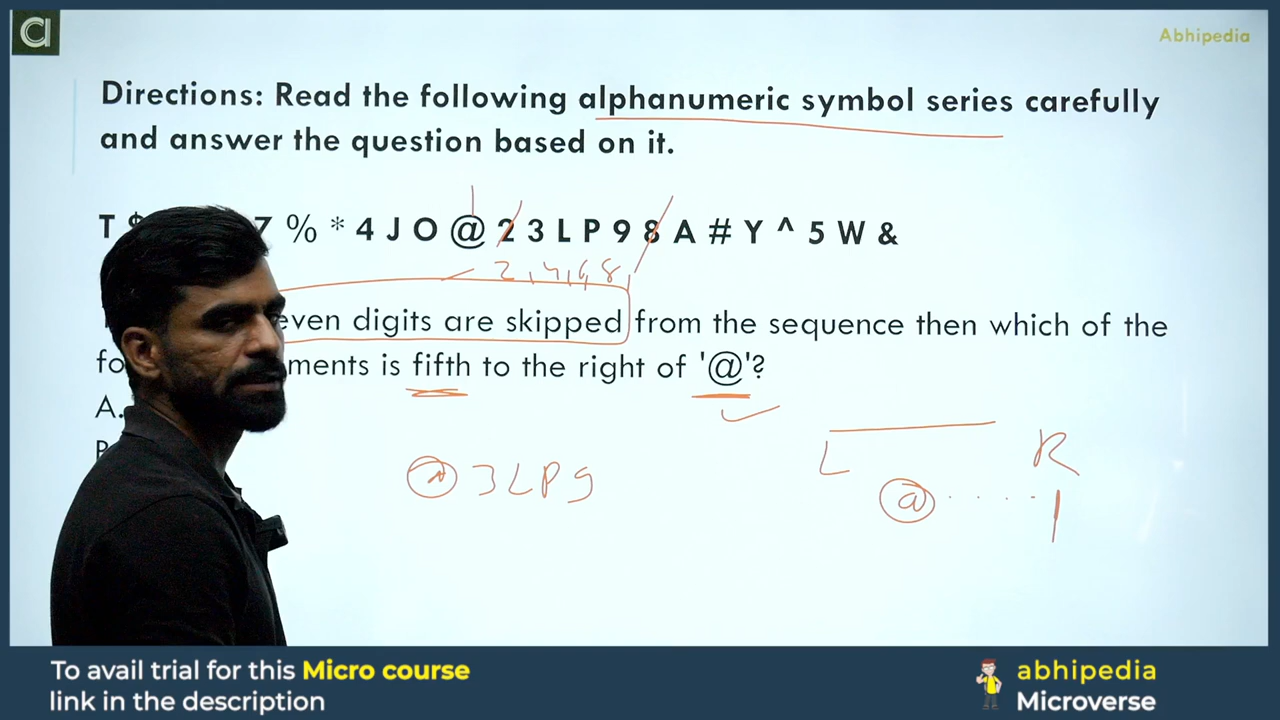 Abhipedia
Directions: Read the following alphanumeric symbol series carefully
and answer the question based on it.
T $ 7 % * 4 J O @ 2 3 L P 9 8 A # Y ^ 5 W &
2, 4, 6, 8
even digits are skipped from the sequence then which of the
is fifth to the right of '@'?
A.
L R
@ 3 L P 9
@
To avail trial for this Micro course
link in the description
abhipedia
Microverse